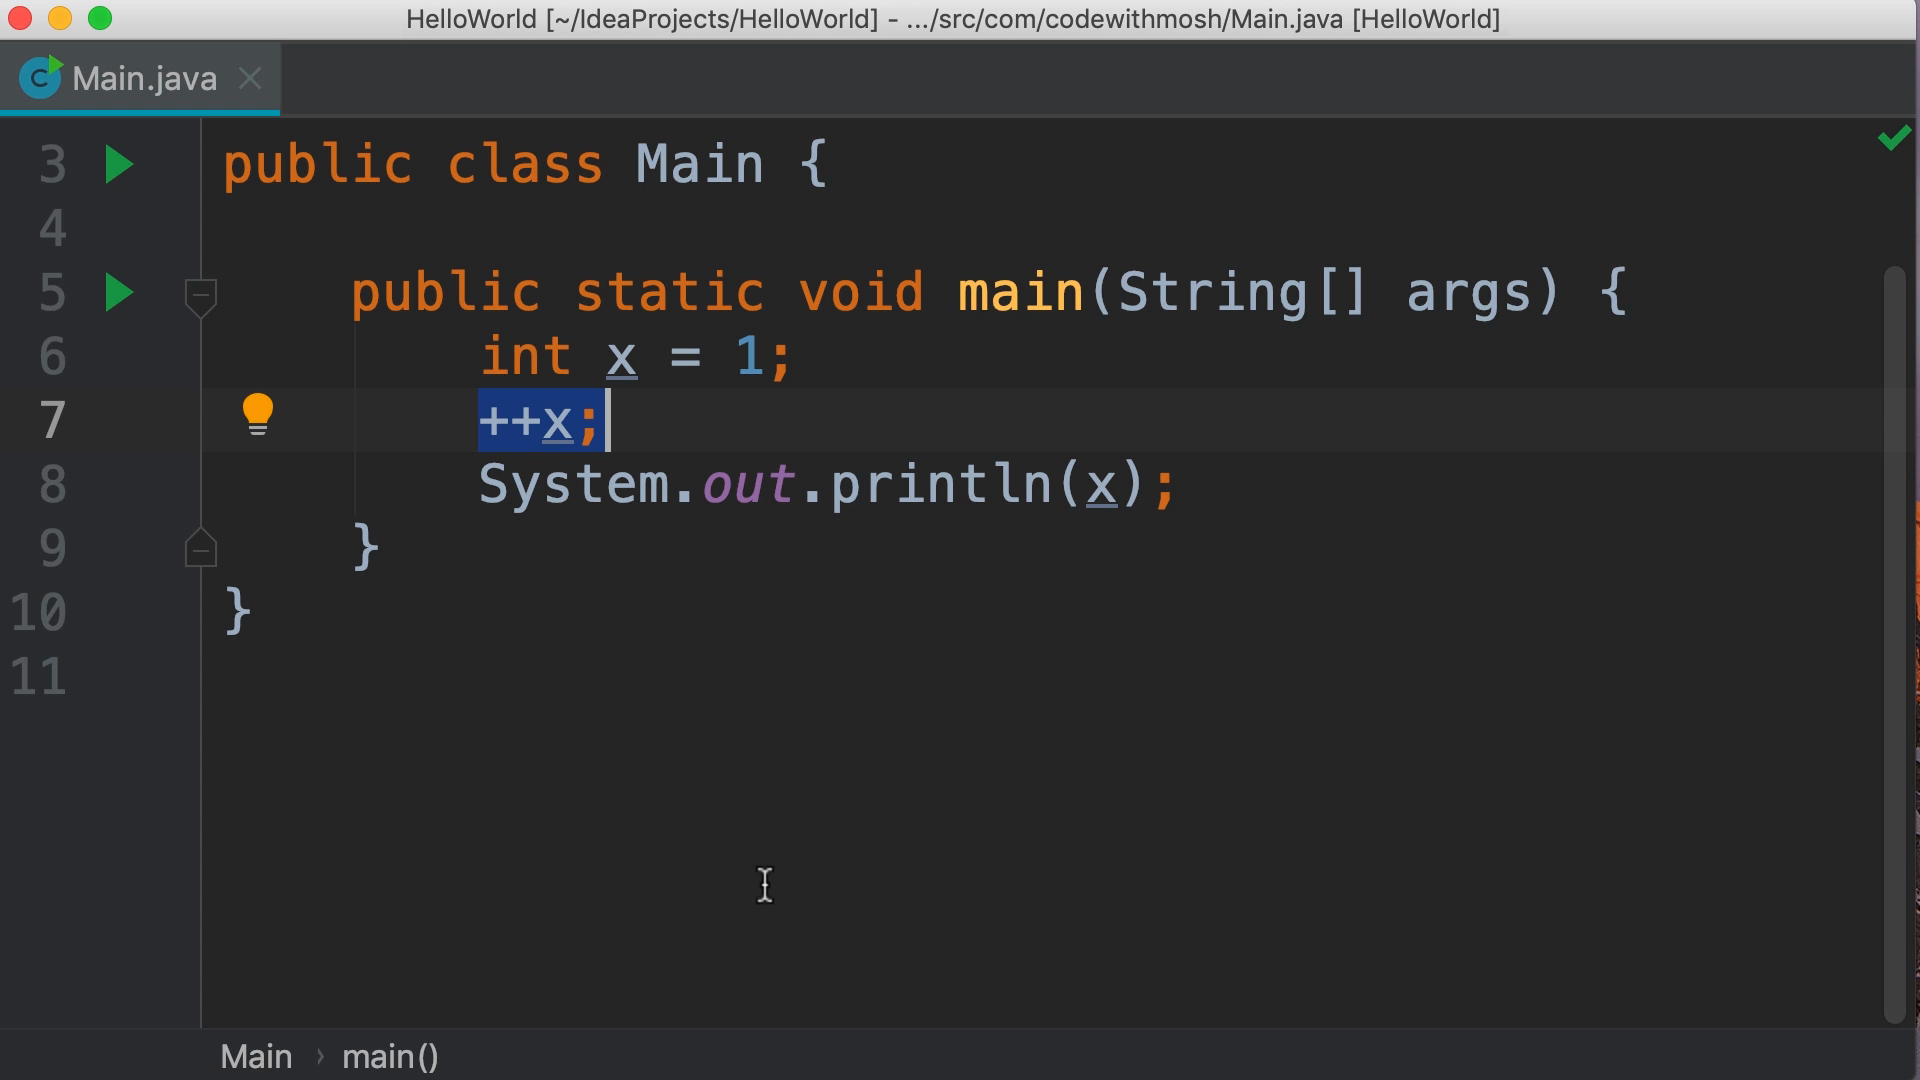 HelloWorld [~/IdeaProjects/HelloWorld] - .../src/com/codewithmosh/Main.java [HelloWorld]
C Main.java
3 public class Main {
4
5 public static void main(String[] args) {
6 int x = 1;
7 ++x;
8 System.out.println(x);
9 }
10 }
11
Main › main()